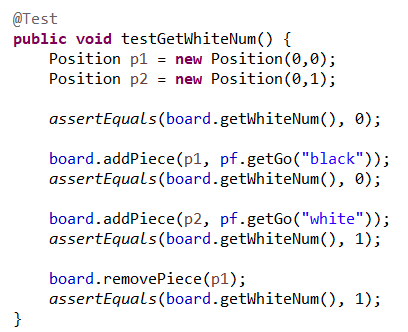 @Test
public void testGetWhiteNum() {
    Position p1 = new Position(0,0);
    Position p2 = new Position(0,1);

    assertEquals(board.getWhiteNum(), 0);

    board.addPiece(p1, pf.getGo("black"));
    assertEquals(board.getWhiteNum(), 0);

    board.addPiece(p2, pf.getGo("white"));
    assertEquals(board.getWhiteNum(), 1);

    board.removePiece(p1);
    assertEquals(board.getWhiteNum(), 1);
}